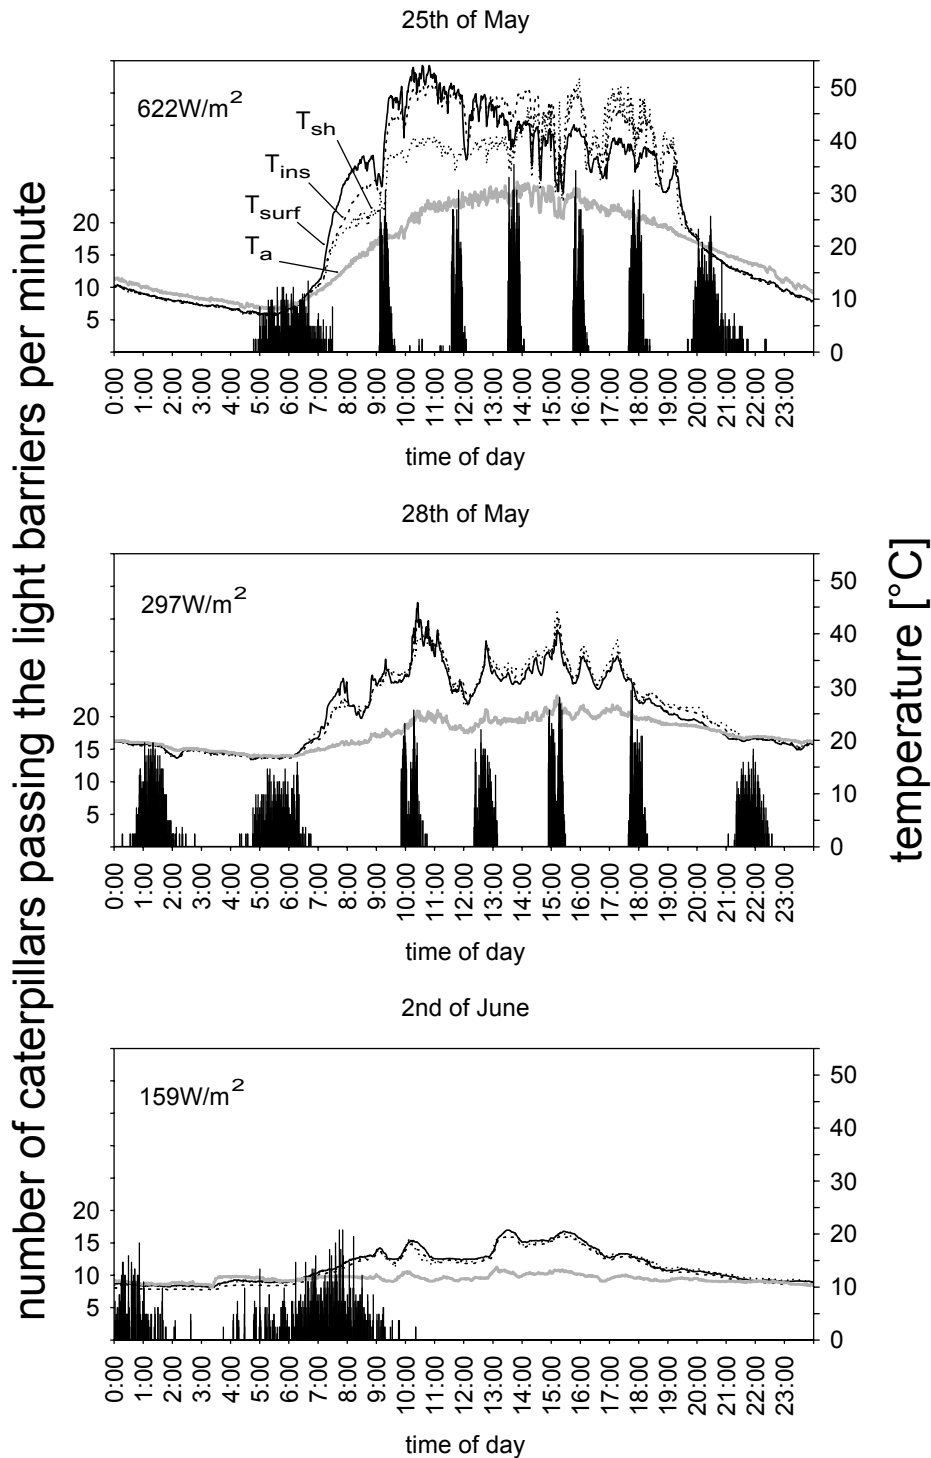 number of caterpillars passing the light barriers per minute
25th of May
622W/m²
T_sh
T_ins
T_surf
T_a
20
15
10
5
50
40
30
20
10
0
0:00 1:00 2:00 3:00 4:00 5:00 6:00 7:00 8:00 9:00 10:00 11:00 12:00 13:00 14:00 15:00 16:00 17:00 18:00 19:00 20:00 21:00 22:00 23:00
time of day
28th of May
297W/m²
20
15
10
5
50
40
30
20
10
0
0:00 1:00 2:00 3:00 4:00 5:00 6:00 7:00 8:00 9:00 10:00 11:00 12:00 13:00 14:00 15:00 16:00 17:00 18:00 19:00 20:00 21:00 22:00 23:00
time of day
temperature [°C]
2nd of June
159W/m²
20
15
10
5
50
40
30
20
10
0
0:00 1:00 2:00 3:00 4:00 5:00 6:00 7:00 8:00 9:00 10:00 11:00 12:00 13:00 14:00 15:00 16:00 17:00 18:00 19:00 20:00 21:00 22:00 23:00
time of day